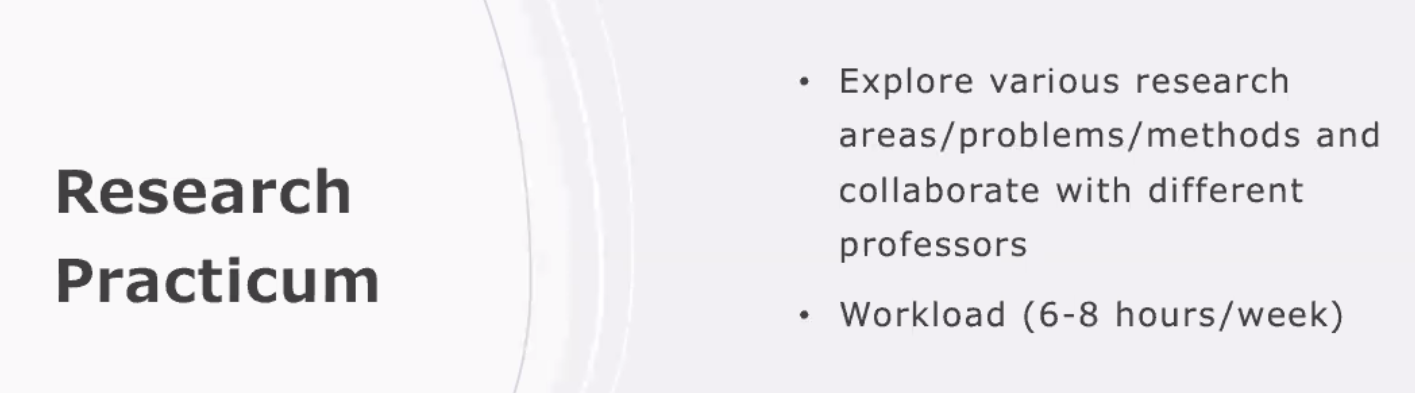 Research
Practicum
• Explore various research
areas/problems/methods and
collaborate with different
professors
• Workload (6-8 hours/week)